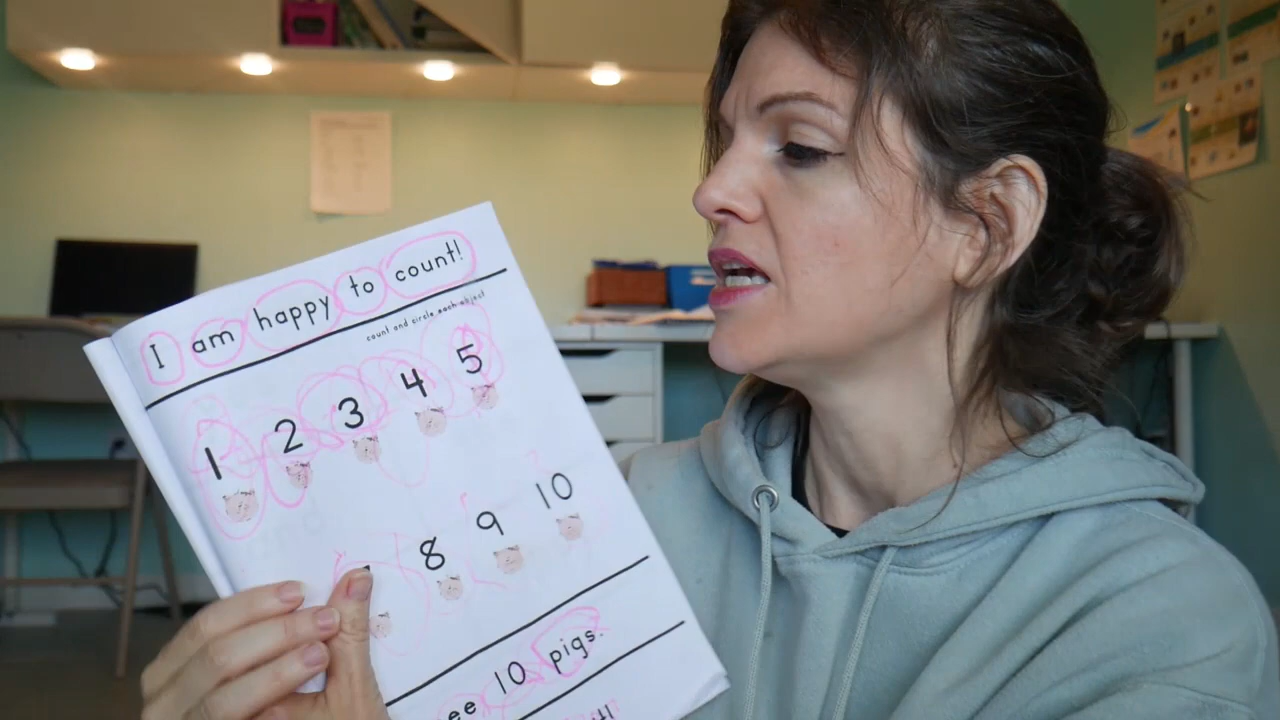 I am happy to count!
count and circle each object
1 2 3 4 5
8 9 10
10 pigs.